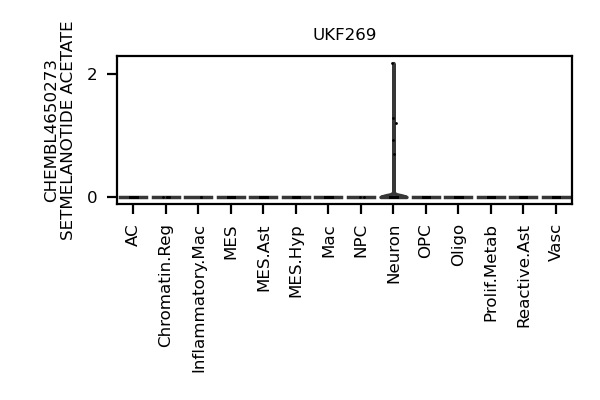 UKF269
CHEMBL4650273
SETMELANOTIDE ACETATE
2
0
AC
Chromatin.Reg
Inflammatory.Mac
MES
MES.Ast
MES.Hyp
Mac
NPC
Neuron
OPC
Oligo
Prolif.Metab
Reactive.Ast
Vasc